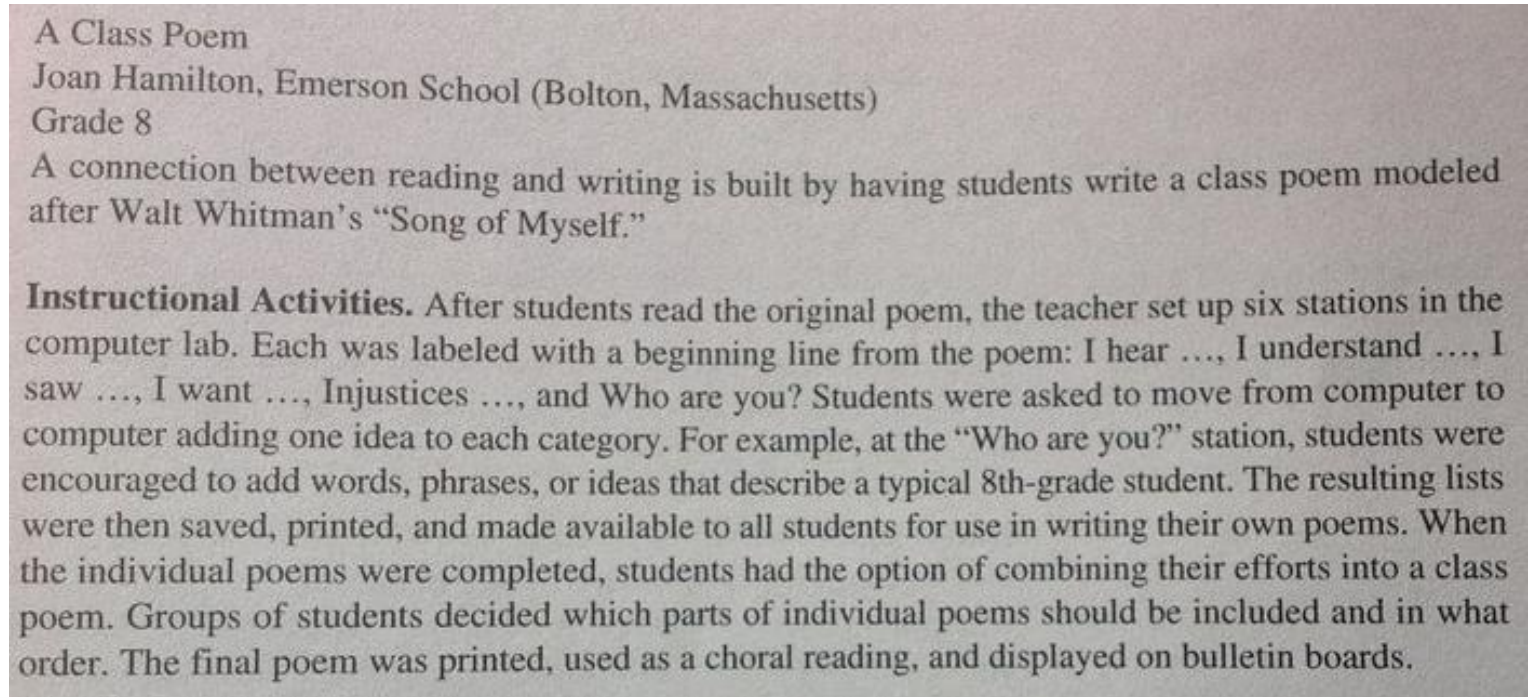 A Class Poem
Joan Hamilton, Emerson School (Bolton, Massachusetts)
Grade 8
A connection between reading and writing is built by having students write a class poem modeled
after Walt Whitman's “Song of Myself.”
Instructional Activities. After students read the original poem, the teacher set up six stations in the
computer lab. Each was labeled with a beginning line from the poem: I hear …, I understand …, I
saw …, I want …, Injustices …, and Who are you? Students were asked to move from computer to
computer adding one idea to each category. For example, at the “Who are you?” station, students were
encouraged to add words, phrases, or ideas that describe a typical 8th-grade student. The resulting lists
were then saved, printed, and made available to all students for use in writing their own poems. When
the individual poems were completed, students had the option of combining their efforts into a class
poem. Groups of students decided which parts of individual poems should be included and in what
order. The final poem was printed, used as a choral reading, and displayed on bulletin boards.